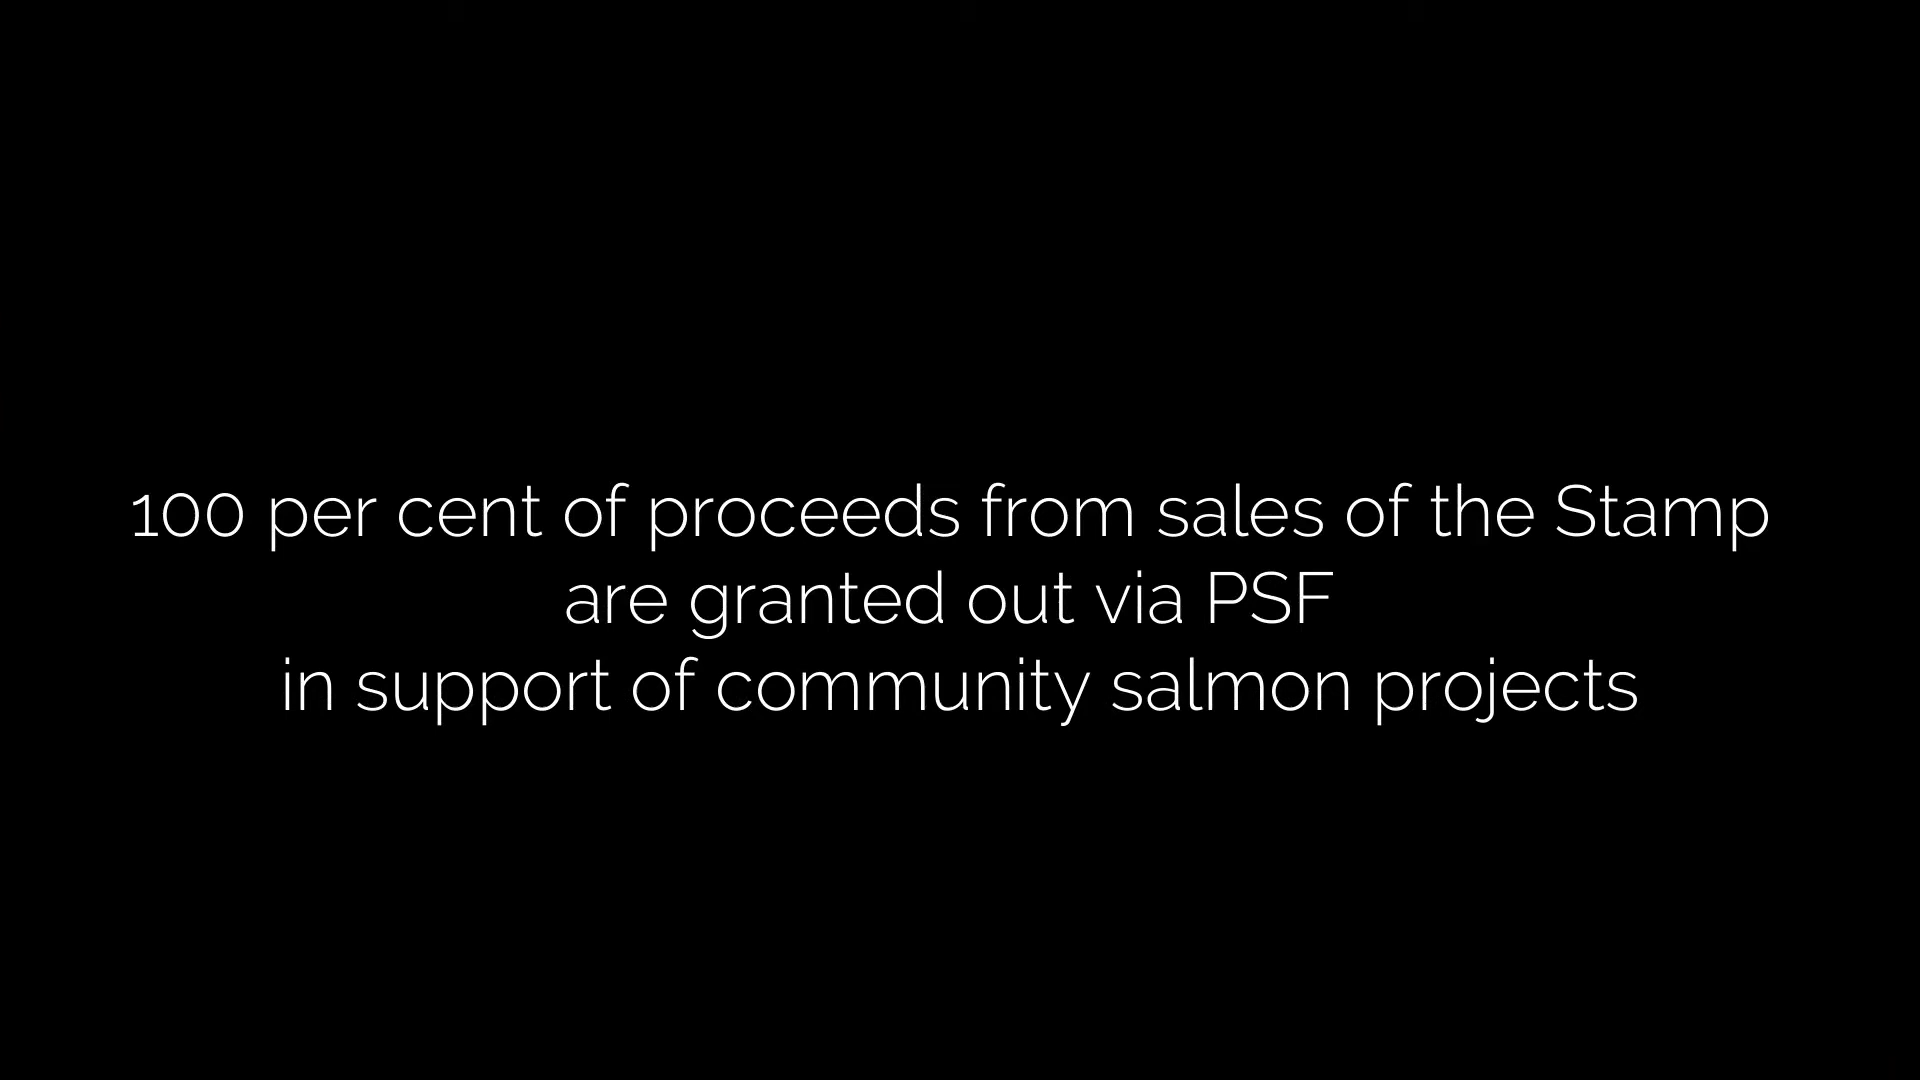 100 per cent of proceeds from sales of the Stamp
are granted out via PSF
in support of community salmon projects